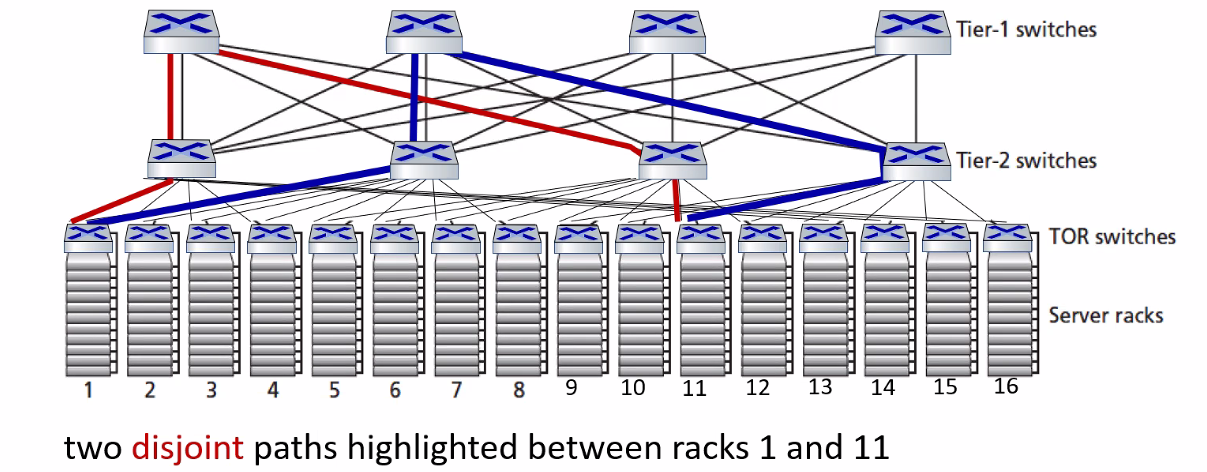 Tier-1 switches
Tier-2 switches
TOR switches
Server racks
1 2 3 4 5 6 7 8 9 10 11 12 13 14 15 16
two disjoint paths highlighted between racks 1 and 11